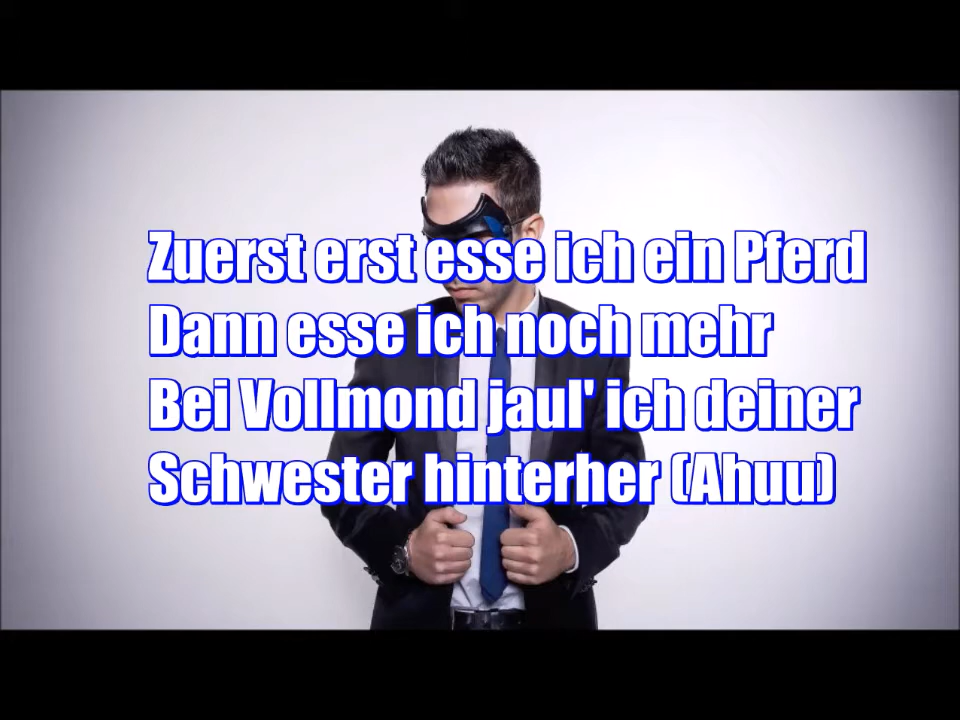 Zuerst erst esse ich ein Pferd
Dann esse ich noch mehr
Bei Vollmond jaul' ich deiner
Schwester hinterher (Ahuu)